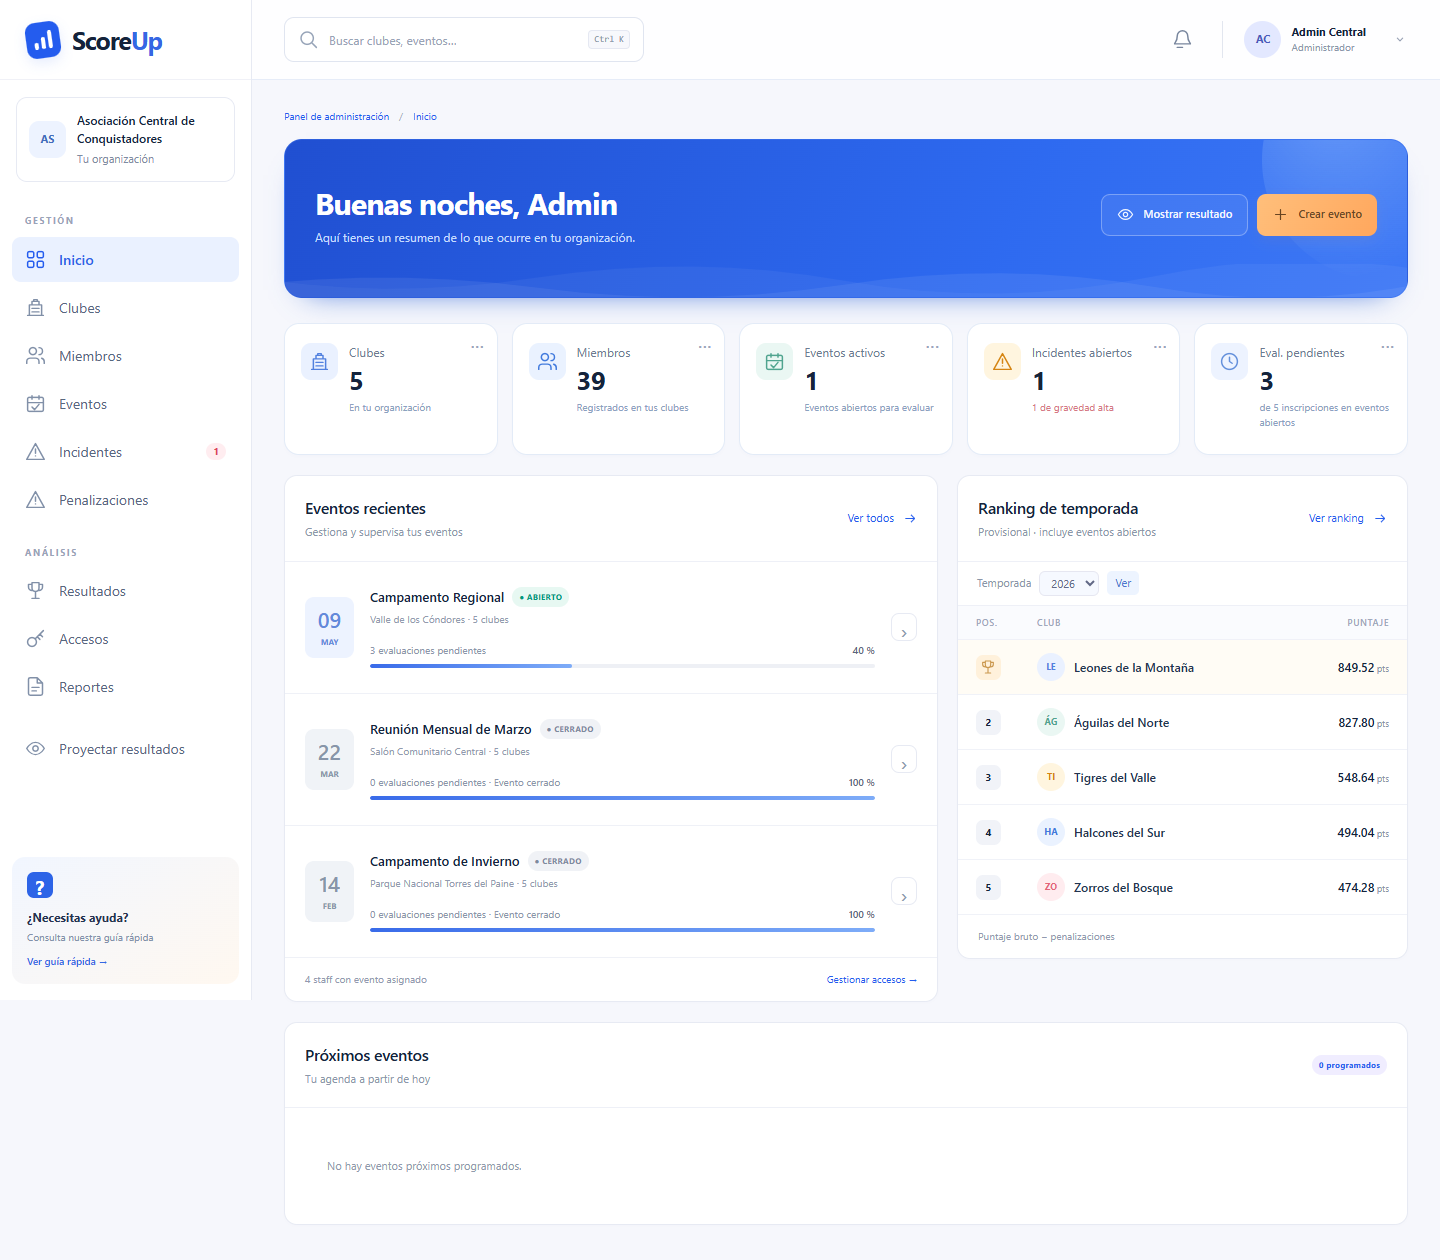 ScoreUp
Buscar clubes, eventos...
Ctrl K
AC
Admin Central
Administrador
AS
Asociación Central de
Conquistadores
Tu organización
GESTIÓN
Inicio
Clubes
Miembros
Eventos
Incidentes
1
Penalizaciones
ANÁLISIS
Resultados
Accesos
Reportes
Proyectar resultados
?
¿Necesitas ayuda?
Consulta nuestra guía rápida
Ver guía rápida →
Panel de administración / Inicio
Buenas noches, Admin
Aquí tienes un resumen de lo que ocurre en tu organización.
Mostrar resultado
Crear evento
Clubes
5
En tu organización
Miembros
39
Registrados en tus clubes
Eventos activos
1
Eventos abiertos para evaluar
Incidentes abiertos
1
1 de gravedad alta
Eval. pendientes
3
de 5 inscripciones en eventos
abiertos
Eventos recientes
Gestiona y supervisa tus eventos
Ver todos →
09
MAY
Campamento Regional
• ABIERTO
Valle de los Cóndores · 5 clubes
3 evaluaciones pendientes
40 %
22
MAR
Reunión Mensual de Marzo
• CERRADO
Salón Comunitario Central · 5 clubes
0 evaluaciones pendientes · Evento cerrado
100 %
14
FEB
Campamento de Invierno
• CERRADO
Parque Nacional Torres del Paine · 5 clubes
0 evaluaciones pendientes · Evento cerrado
100 %
4 staff con evento asignado
Gestionar accesos →
Ranking de temporada
Provisional · incluye eventos abiertos
Ver ranking →
Temporada 2026 Ver
POS. CLUB PUNTAJE
LE Leones de la Montaña 849.52 pts
2 ÁG Águilas del Norte 827.80 pts
3 TI Tigres del Valle 548.64 pts
4 HA Halcones del Sur 494.04 pts
5 ZO Zorros del Bosque 474.28 pts
Puntaje bruto − penalizaciones
Próximos eventos
Tu agenda a partir de hoy
0 programados
No hay eventos próximos programados.